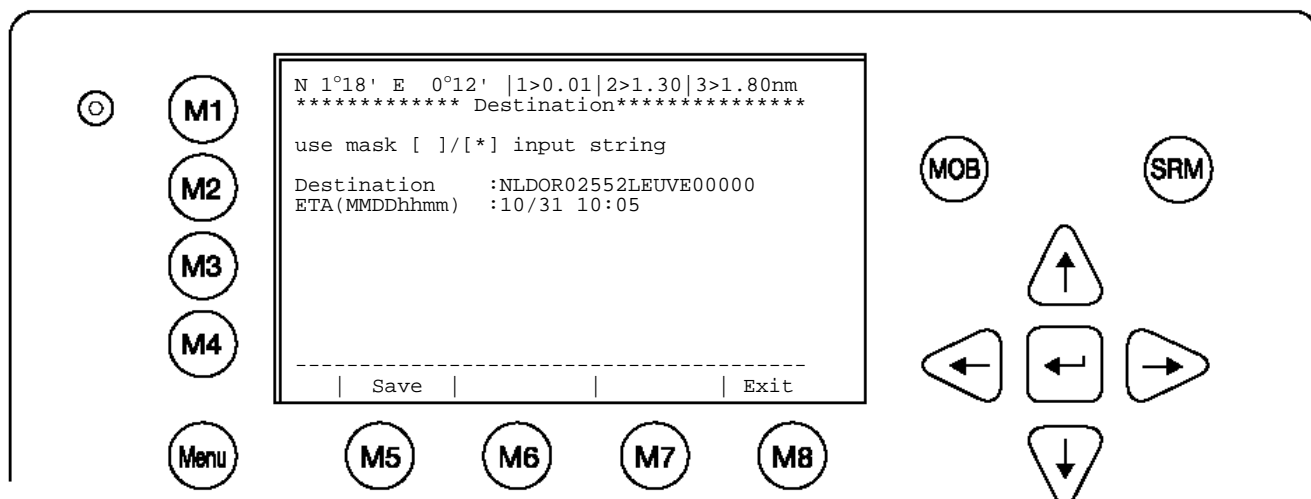 N 1°18' E 0°12' |1>0.01|2>1.30|3>1.80nm
************* Destination***************
use mask [ ]/[*] input string
Destination :NLDOR02552LEUVE00000
ETA(MMDDhhmm) :10/31 10:05
----------------------------------------
| Save | | | Exit
M1
M2
M3
M4
MOB
SRM
Menu
M5
M6
M7
M8